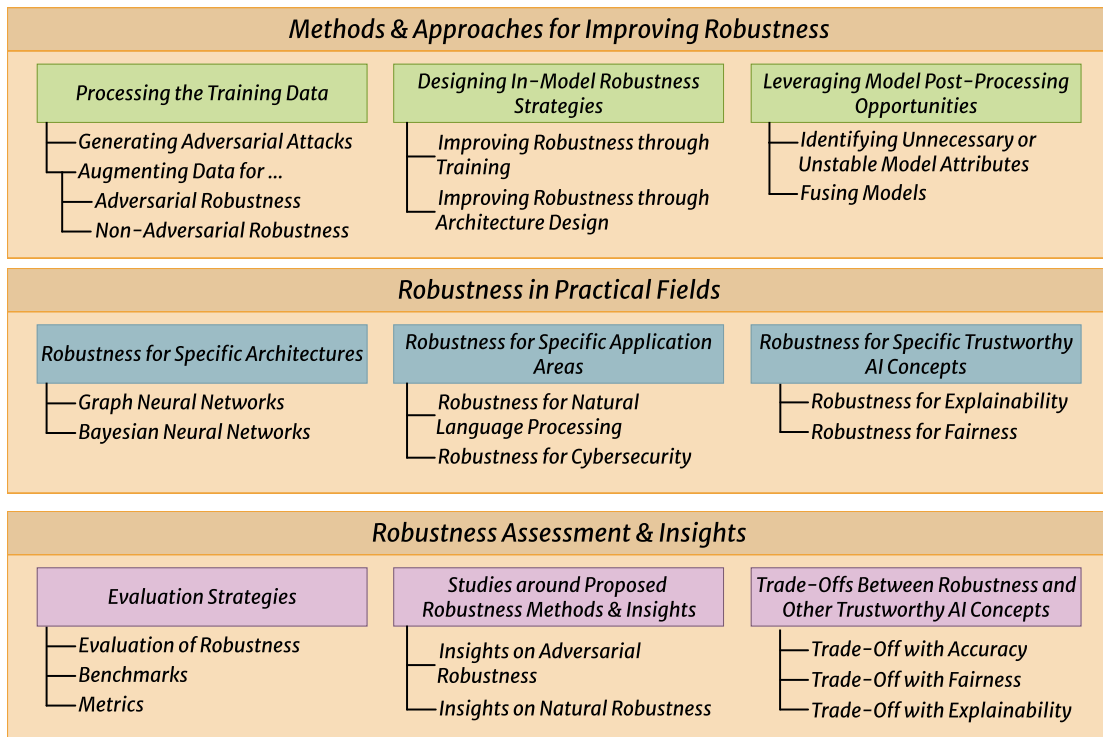 Methods & Approaches for Improving Robustness
Processing the Training Data
Generating Adversarial Attacks
Augmenting Data for ...
Adversarial Robustness
Non-Adversarial Robustness
Designing In-Model Robustness
Strategies
Improving Robustness through
Training
Improving Robustness through
Architecture Design
Leveraging Model Post-Processing
Opportunities
Identifying Unnecessary or
Unstable Model Attributes
Fusing Models
Robustness in Practical Fields
Robustness for Specific Architectures
Graph Neural Networks
Bayesian Neural Networks
Robustness for Specific Application
Areas
Robustness for Natural
Language Processing
Robustness for Cybersecurity
Robustness for Specific Trustworthy
AI Concepts
Robustness for Explainability
Robustness for Fairness
Robustness Assessment & Insights
Evaluation Strategies
Evaluation of Robustness
Benchmarks
Metrics
Studies around Proposed
Robustness Methods & Insights
Insights on Adversarial
Robustness
Insights on Natural Robustness
Trade-Offs Between Robustness and
Other Trustworthy AI Concepts
Trade-Off with Accuracy
Trade-Off with Fairness
Trade-Off with Explainability